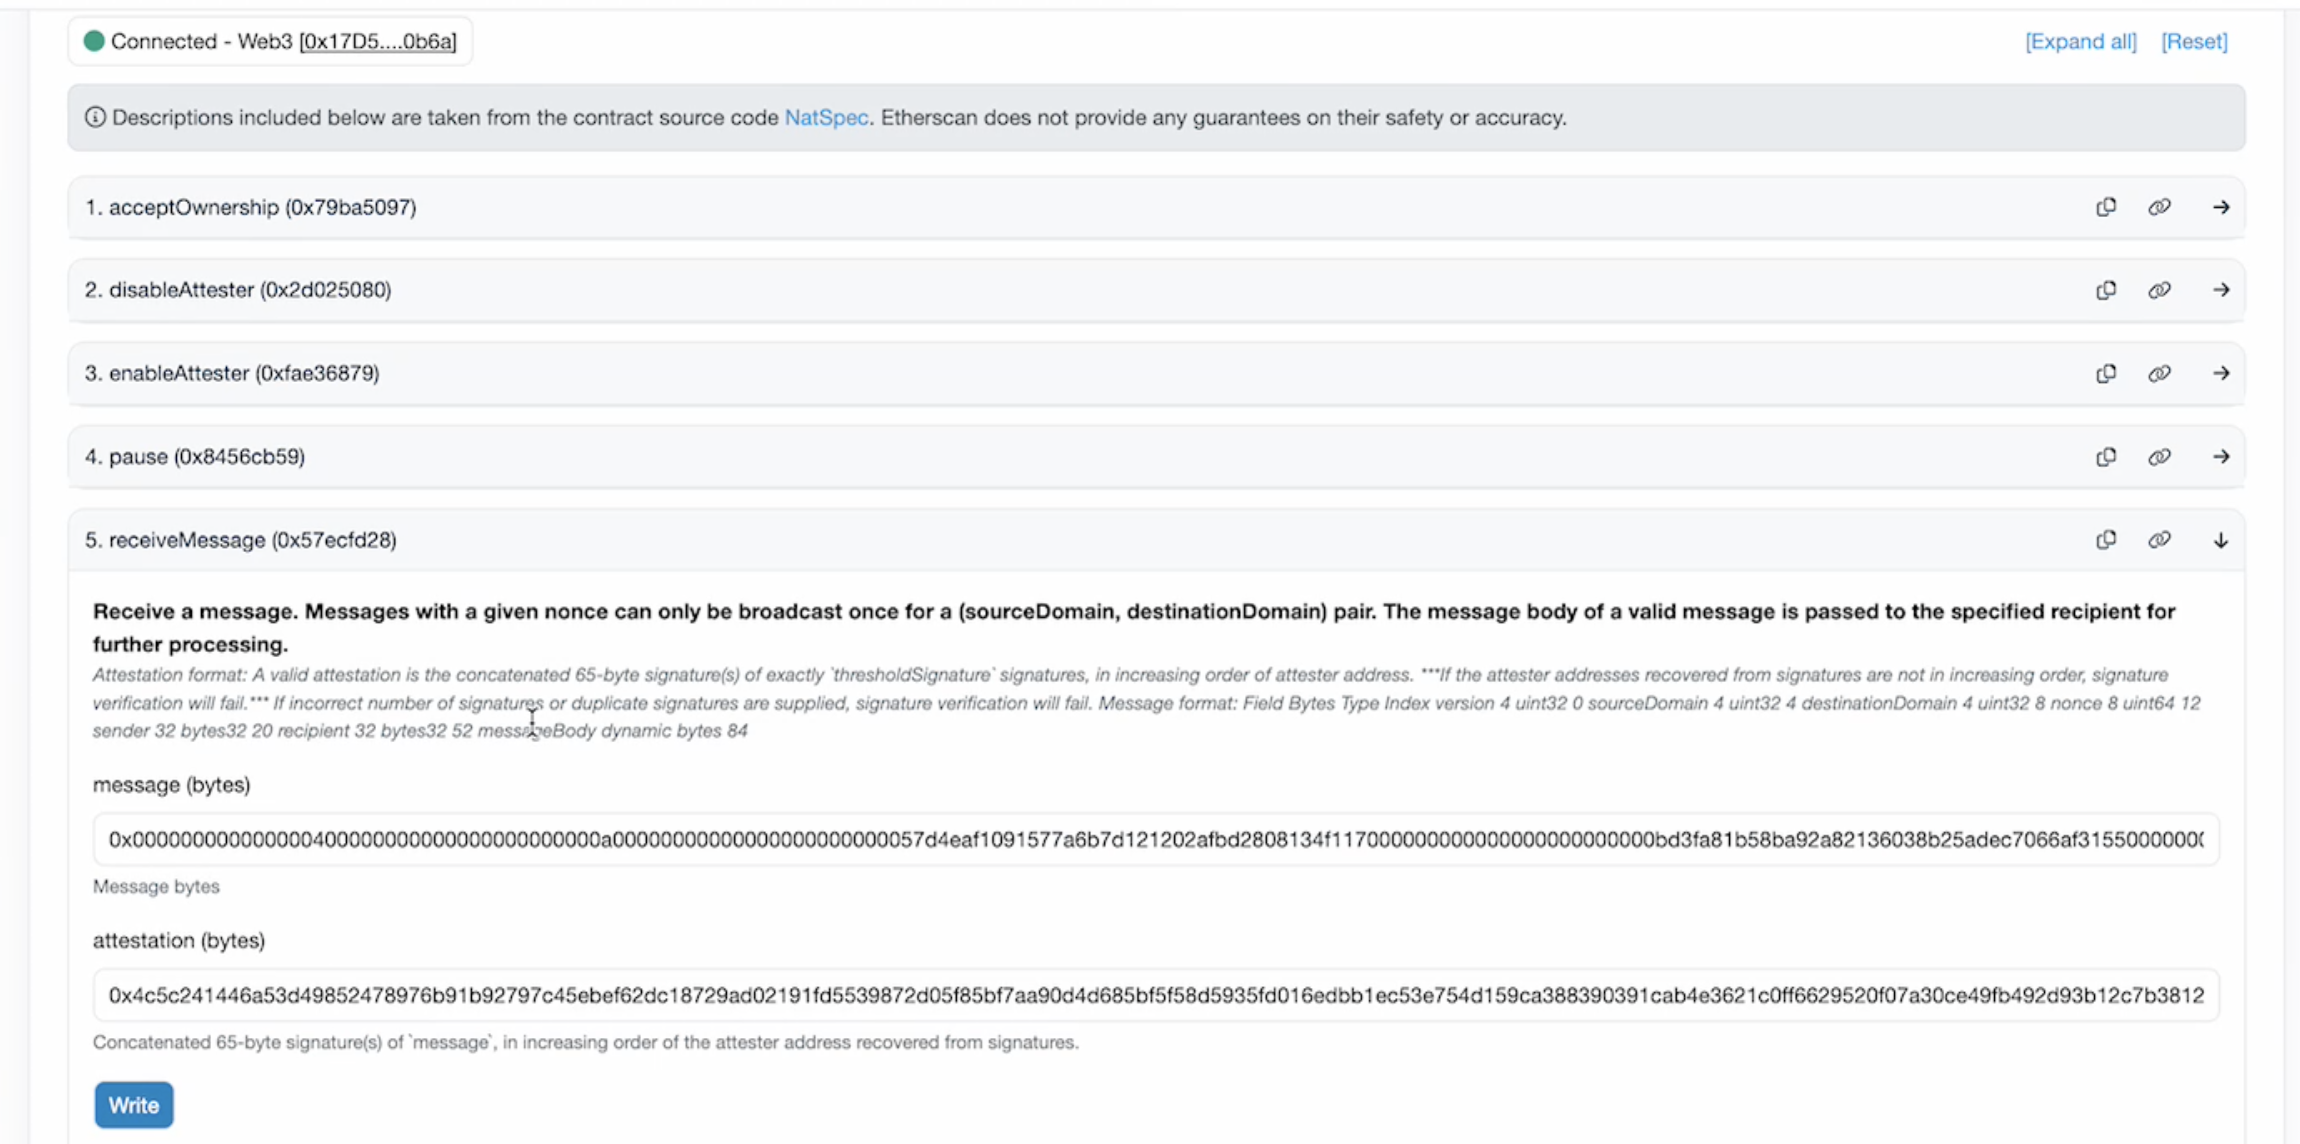 Connected - Web3 [0x17D5....0b6a]
[Expand all] [Reset]
Descriptions included below are taken from the contract source code NatSpec. Etherscan does not provide any guarantees on their safety or accuracy.
1. acceptOwnership (0x79ba5097)
2. disableAttester (0x2d025080)
3. enableAttester (0xfae36879)
4. pause (0x8456cb59)
5. receiveMessage (0x57ecfd28)
Receive a message. Messages with a given nonce can only be broadcast once for a (sourceDomain, destinationDomain) pair. The message body of a valid message is passed to the specified recipient for
further processing.
Attestation format: A valid attestation is the concatenated 65-byte signature(s) of exactly `thresholdSignature` signatures, in increasing order of attester address. ***If the attester addresses recovered from signatures are not in increasing order, signature
verification will fail.*** If incorrect number of signatures or duplicate signatures are supplied, signature verification will fail. Message format: Field Bytes Type Index version 4 uint32 0 sourceDomain 4 uint32 4 destinationDomain 4 uint32 8 nonce 8 uint64 12
sender 32 bytes32 20 recipient 32 bytes32 52 messageBody dynamic bytes 84
message (bytes)
Message bytes
attestation (bytes)
0x4c5c241446a53d49852478976b91b92797c45ebef62dc18729ad02191fd5539872d05f85bf7aa90d4d685bf5f58d5935fd016edbb1ec53e754d159ca388390391cab4e3621c0ff6629520f07a30ce49fb492d93b12c7b3812
Concatenated 65-byte signature(s) of `message`, in increasing order of the attester address recovered from signatures.
Write